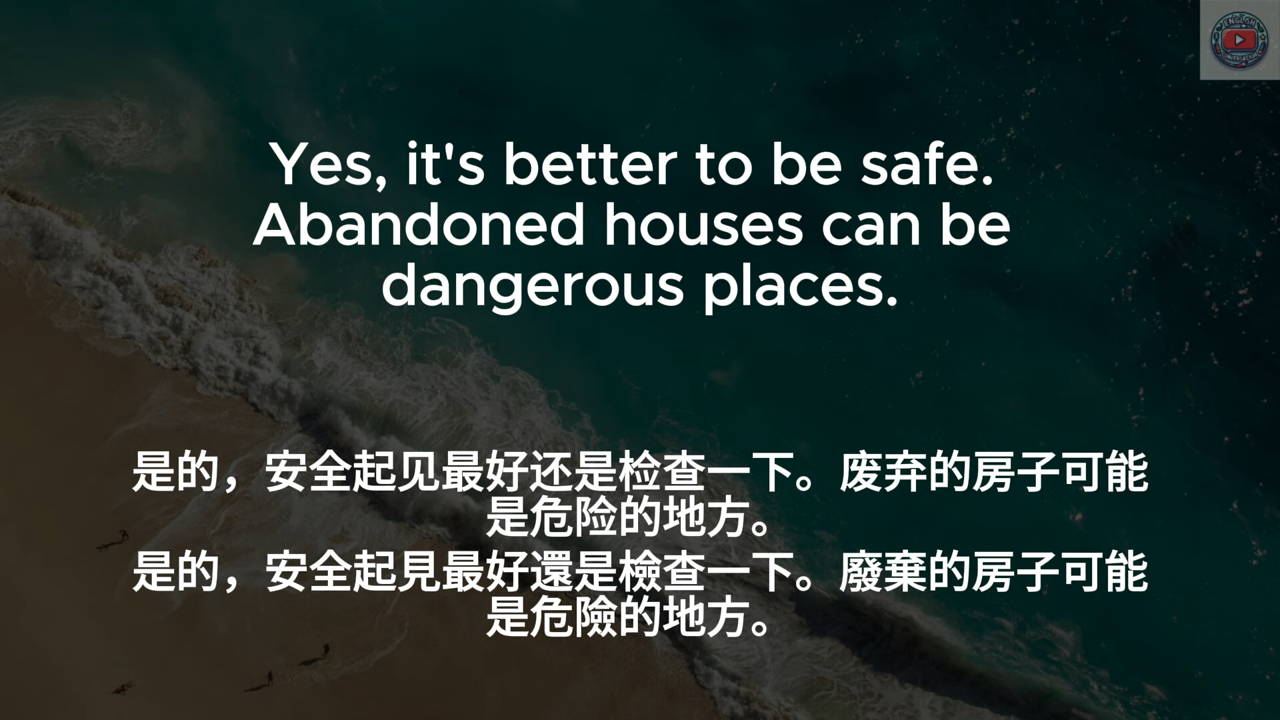 Yes, it's better to be safe.
Abandoned houses can be
dangerous places.
是的，安全起见最好还是检查一下。废弃的房子可能
是危险的地方。
是的，安全起見最好還是檢查一下。廢棄的房子可能
是危險的地方。